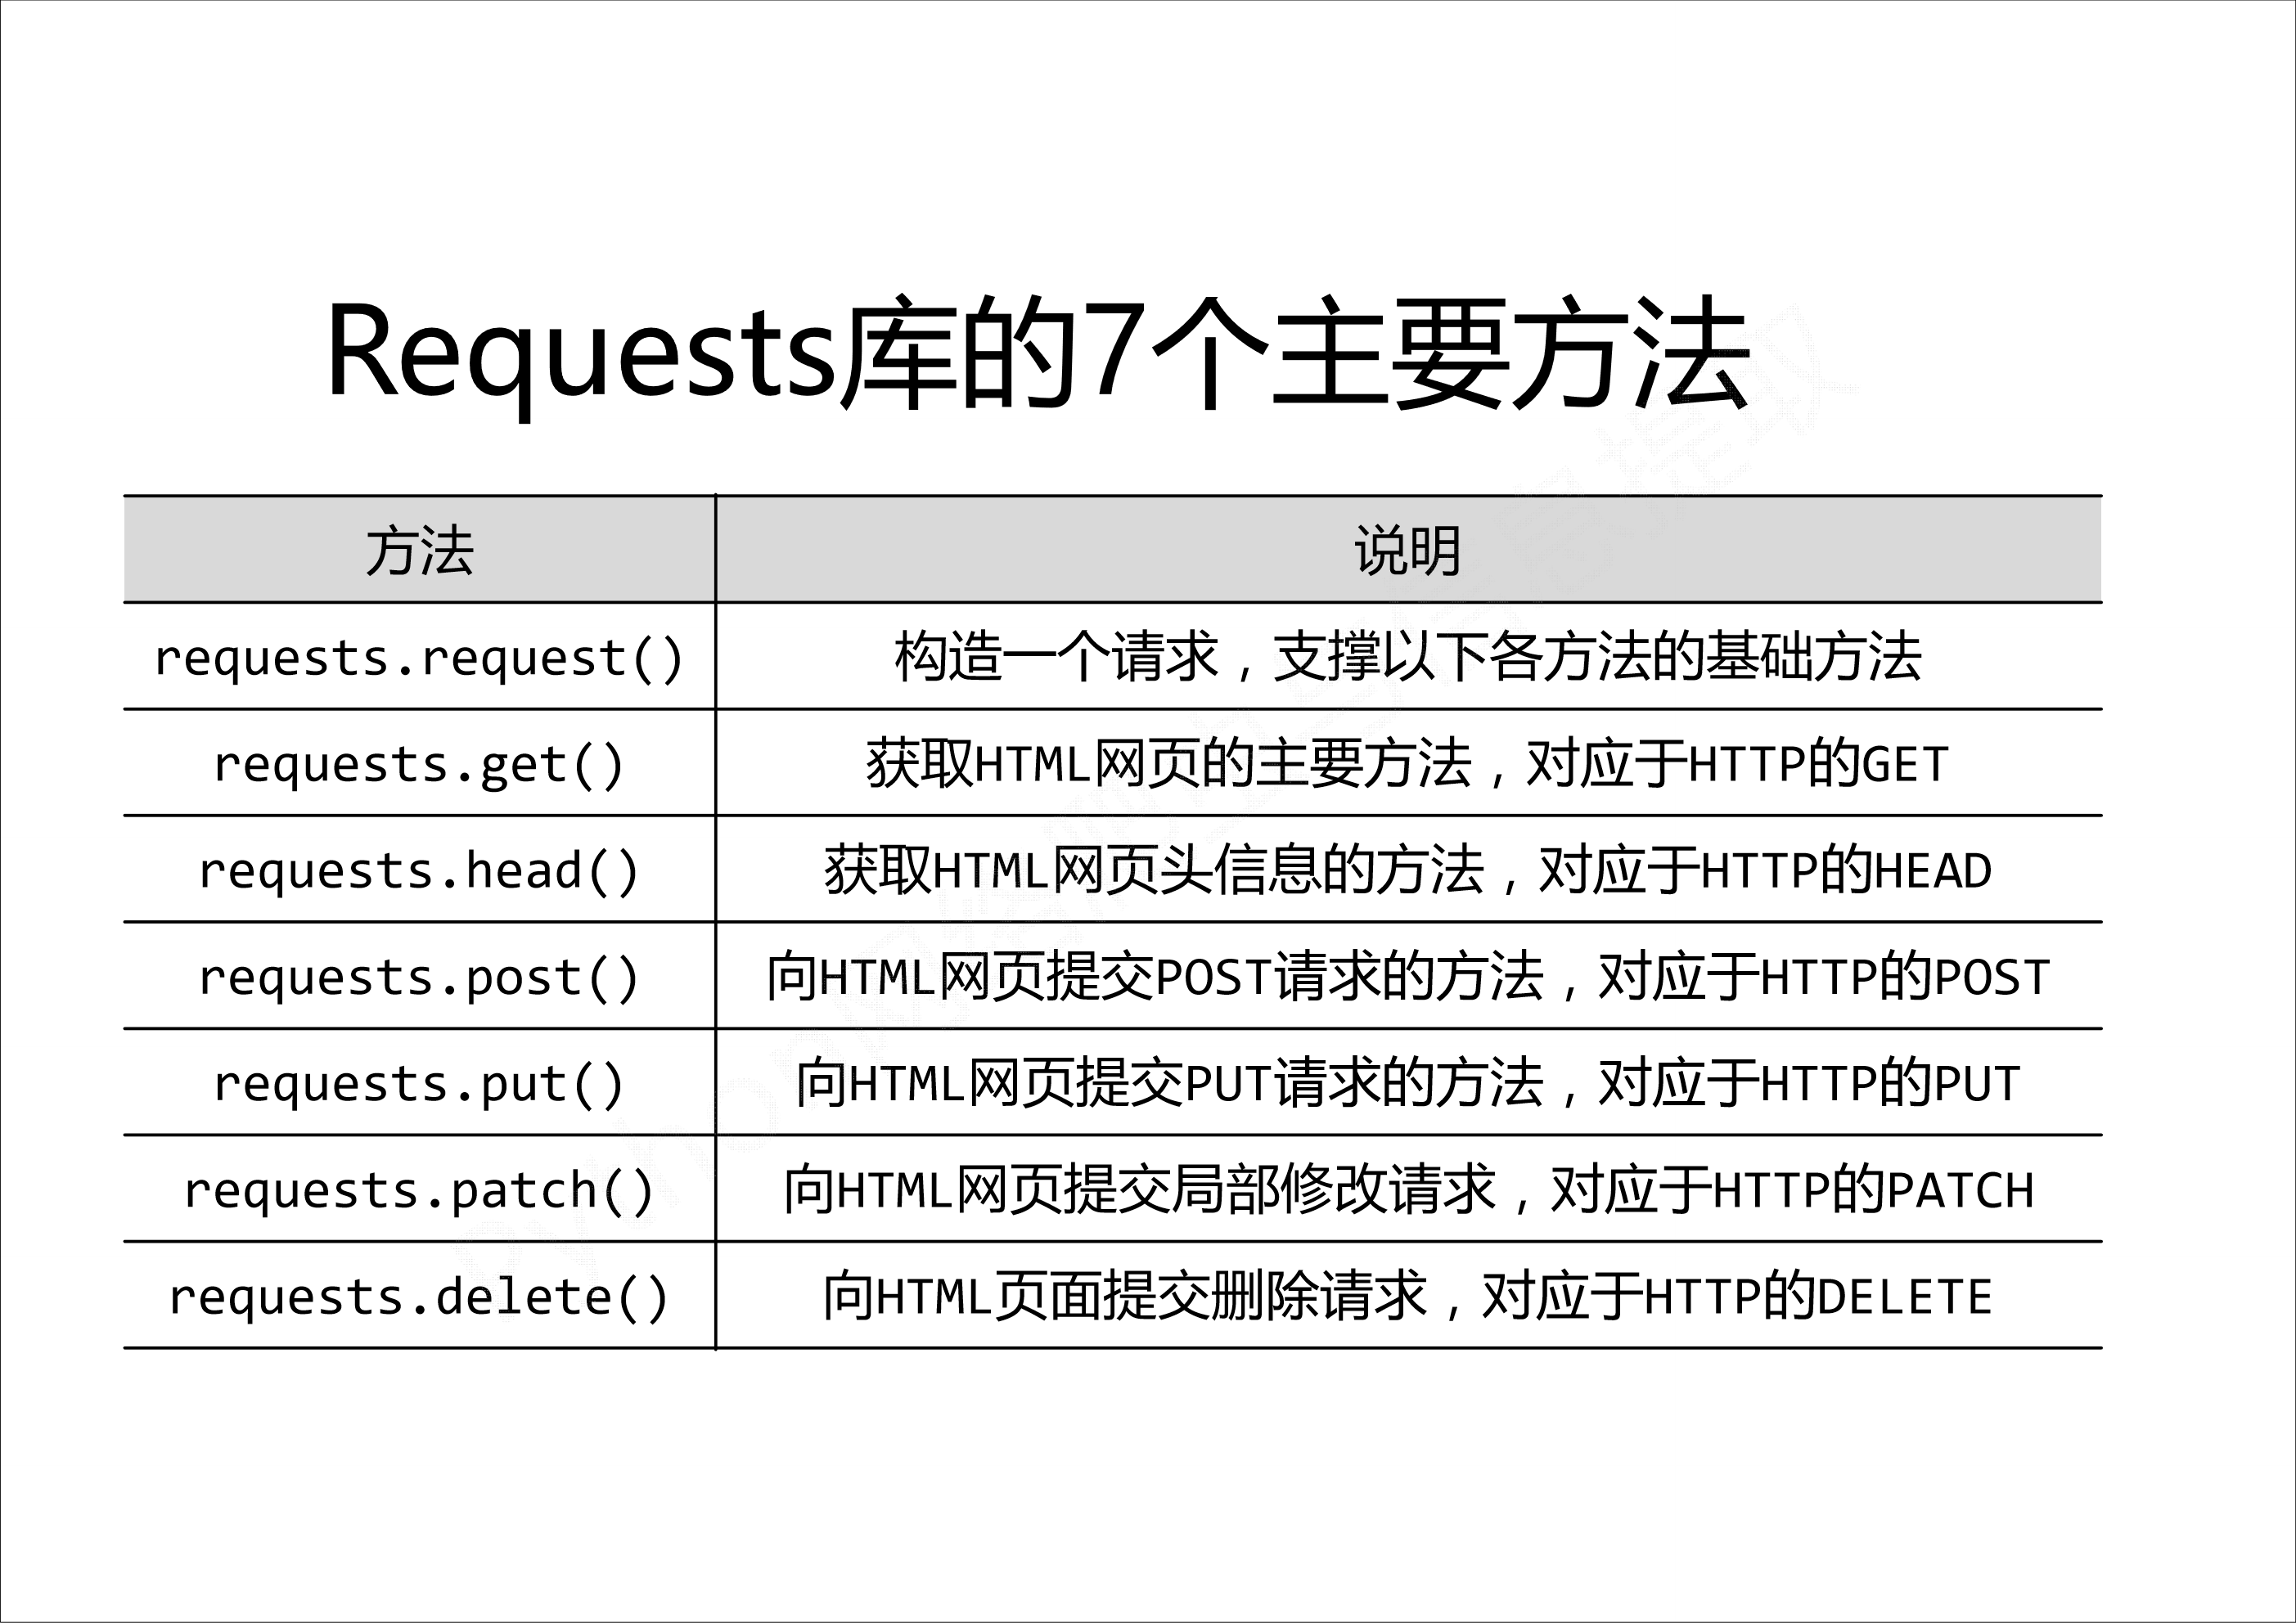 Requests库的7个主要方法
方法 说明
requests.request() 构造一个请求，支撑以下各方法的基础方法
requests.get() 获取HTML网页的主要方法，对应于HTTP的GET
requests.head() 获取HTML网页头信息的方法，对应于HTTP的HEAD
requests.post() 向HTML网页提交POST请求的方法，对应于HTTP的POST
requests.put() 向HTML网页提交PUT请求的方法，对应于HTTP的PUT
requests.patch() 向HTML网页提交局部修改请求，对应于HTTP的PATCH
requests.delete() 向HTML页面提交删除请求，对应于HTTP的DELETE